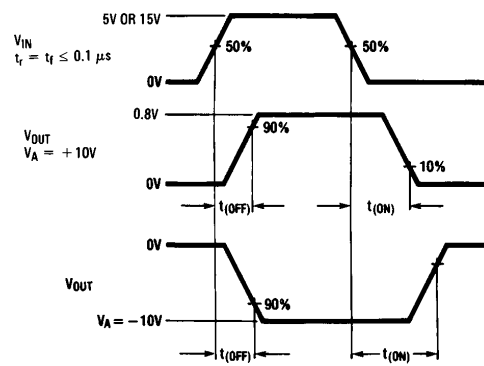 5V OR 15V
V_IN
t_r = t_f ≤ 0.1 μs
50%
50%
0V
0.8V
90%
V_OUT
V_A = +10V
10%
0V
t_(OFF)
t_(ON)
0V
V_OUT
90%
V_A = −10V
t_(OFF)
t_(ON)